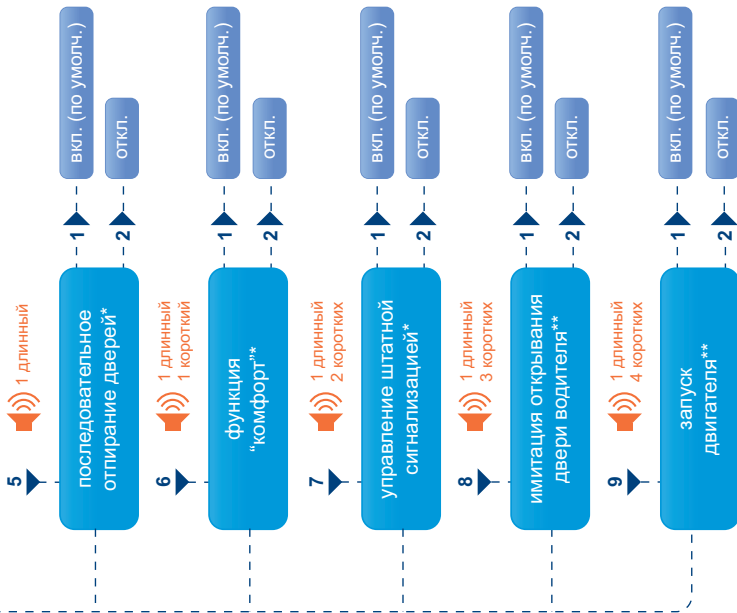 5
1 длинный
последовательное
отпирание дверей*
1
вкл. (по умолч.)
2
откл.
6
1 длинный
1 коротких
функция
“комфорт”*
1
вкл. (по умолч.)
2
откл.
7
1 длинный
2 коротких
управление штатной
сигнализацией*
1
вкл. (по умолч.)
2
откл.
8
1 длинный
3 коротких
имитация открывания
двери водителя**
1
вкл. (по умолч.)
2
откл.
9
1 длинный
4 коротких
запуск
двигателя**
1
вкл. (по умолч.)
2
откл.